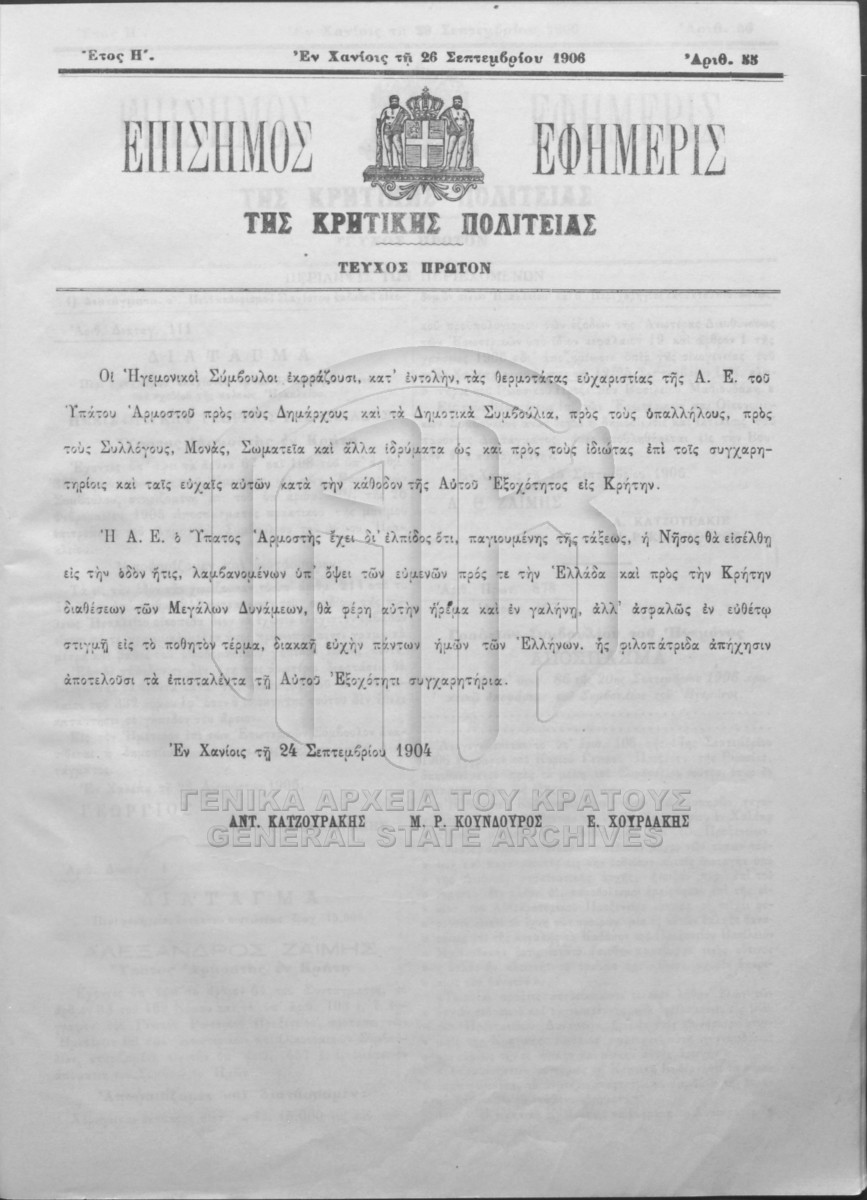 Ἔτος Η΄. Ἐν Χανίοις τῇ 26 Σεπτεμβρίου 1906 Ἀριθ. 55
ΕΠΙΣΗΜΟΣ ΕΦΗΜΕΡΙΣ
ΤΗΣ ΚΡΗΤΙΚΗΣ ΠΟΛΙΤΕΙΑΣ
ΤΕΥΧΟΣ ΠΡΩΤΟΝ
Οἱ Ἡγεμονικοὶ Σύμβουλοι ἐκφράζουσι, κατ' ἐντολήν, τὰς θερμοτάτας εὐχαριστίας τῆς Α. Ε. τοῦ
Ὑπάτου Ἁρμοστοῦ πρὸς τοὺς Δημάρχους καὶ τὰ Δημοτικὰ Συμβούλια, πρὸς τοὺς ὑπαλλήλους, πρὸς
τοὺς Συλλόγους, Μονὰς, Σωματεῖα καὶ ἄλλα ἱδρύματα ὡς καὶ πρὸς τοὺς ἰδιώτας ἐπὶ τοῖς συγχαρη-
τηρίοις καὶ ταῖς εὐχαῖς αὐτῶν κατὰ τὴν κάθοδον τῆς Αὐτοῦ Ἐξοχότητος εἰς Κρήτην.
Ἡ Α. Ε. ὁ Ὕπατος Ἁρμοστὴς ἔχει δι' ἐλπίδος ὅτι, παγιουμένης τῆς τάξεως, ἡ Νῆσος θὰ εἰσέλθῃ
εἰς τὴν ὁδὸν ἥτις, λαμβανομένων ὑπ' ὄψει τῶν εὐμενῶν πρός τε τὴν Ἑλλάδα καὶ πρὸς τὴν Κρήτην
διαθέσεων τῶν Μεγάλων Δυνάμεων, θὰ φέρῃ αὐτὴν ἠρέμα καὶ ἐν γαλήνῃ, ἀλλ' ἀσφαλῶς ἐν εὐθέτῳ
στιγμῇ εἰς τὸ ποθητὸν τέρμα, διακαῆ εὐχὴν πάντων ἡμῶν τῶν Ἑλλήνων. ἧς φιλοπάτριδα ἀπήχησιν
ἀποτελοῦσι τὰ ἐπισταλέντα τῇ Αὐτοῦ Ἐξοχότητι συγχαρητήρια.
Ἐν Χανίοις τῇ 24 Σεπτεμβρίου 1904
ΓΕΝΙΚΑ ΑΡΧΕΙΑ ΤΟΥ ΚΡΑΤΟΥΣ
ΑΝΤ. ΚΑΤΖΟΥΡΑΚΗΣ Μ. Ρ. ΚΟΥΝΔΟΥΡΟΣ Ε. ΧΟΥΡΔΑΚΗΣ
GENERAL STATE ARCHIVES